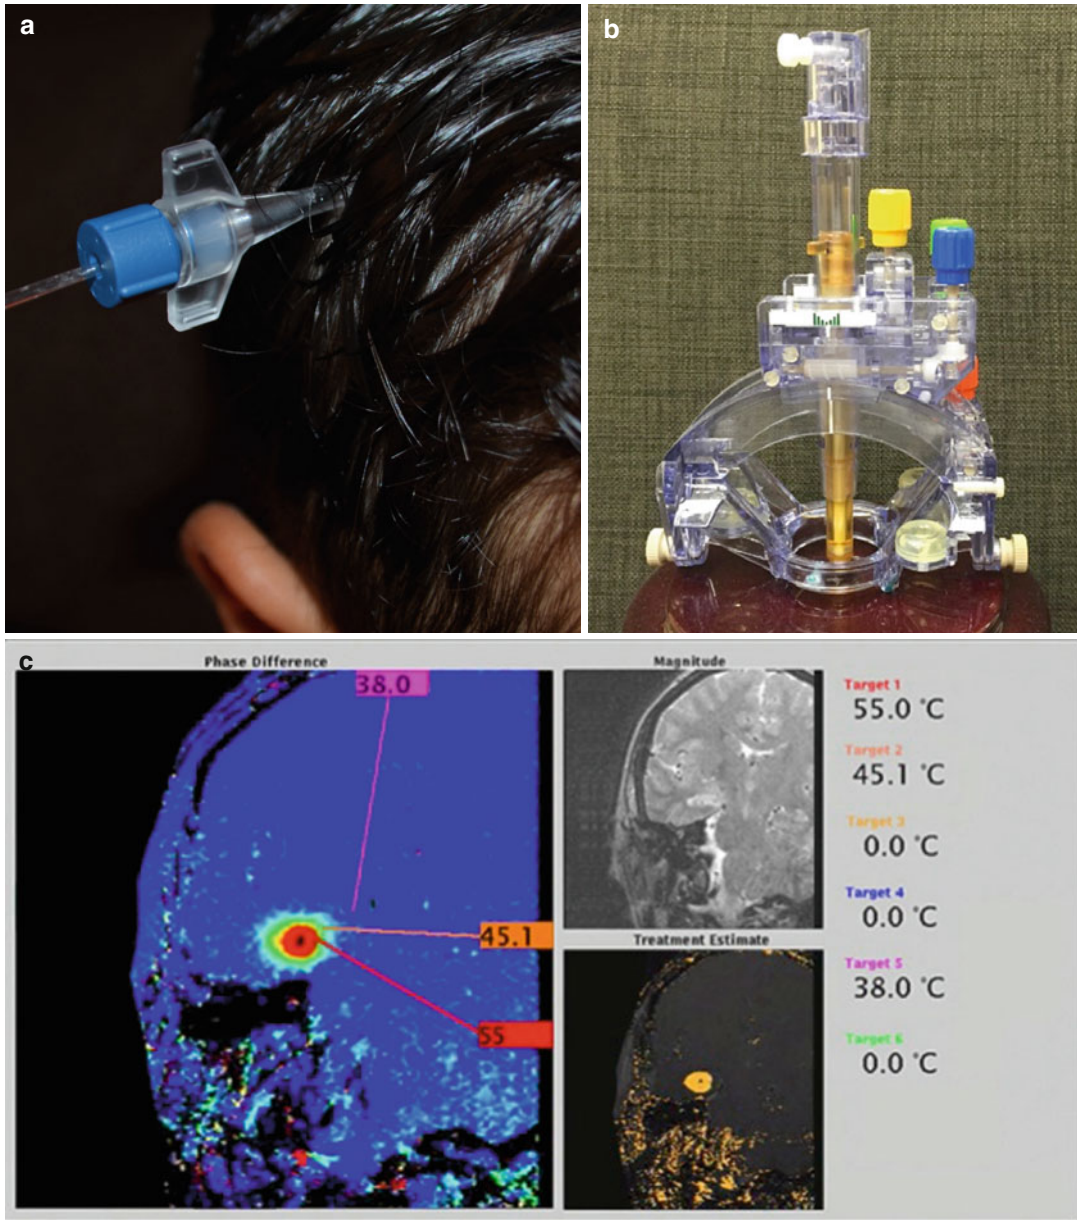 a
b
c
Phase Difference
38.0
45.1
55
Magnitude
Treatment Estimate
Target 1
55.0 °C
Target 2
45.1 °C
Target 3
0.0 °C
Target 4
0.0 °C
Target 5
38.0 °C
Target 6
0.0 °C